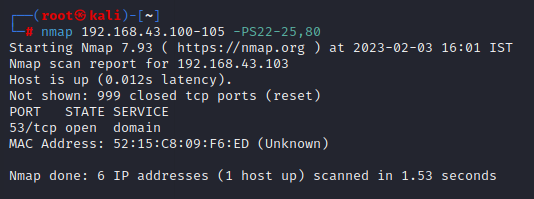 ┌──(root㉿kali)-[~]
└─# nmap 192.168.43.100-105 -PS22-25,80
Starting Nmap 7.93 ( https://nmap.org ) at 2023-02-03 16:01 IST
Nmap scan report for 192.168.43.103
Host is up (0.012s latency).
Not shown: 999 closed tcp ports (reset)
PORT   STATE SERVICE
53/tcp open  domain
MAC Address: 52:15:C8:09:F6:ED (Unknown)
Nmap done: 6 IP addresses (1 host up) scanned in 1.53 seconds